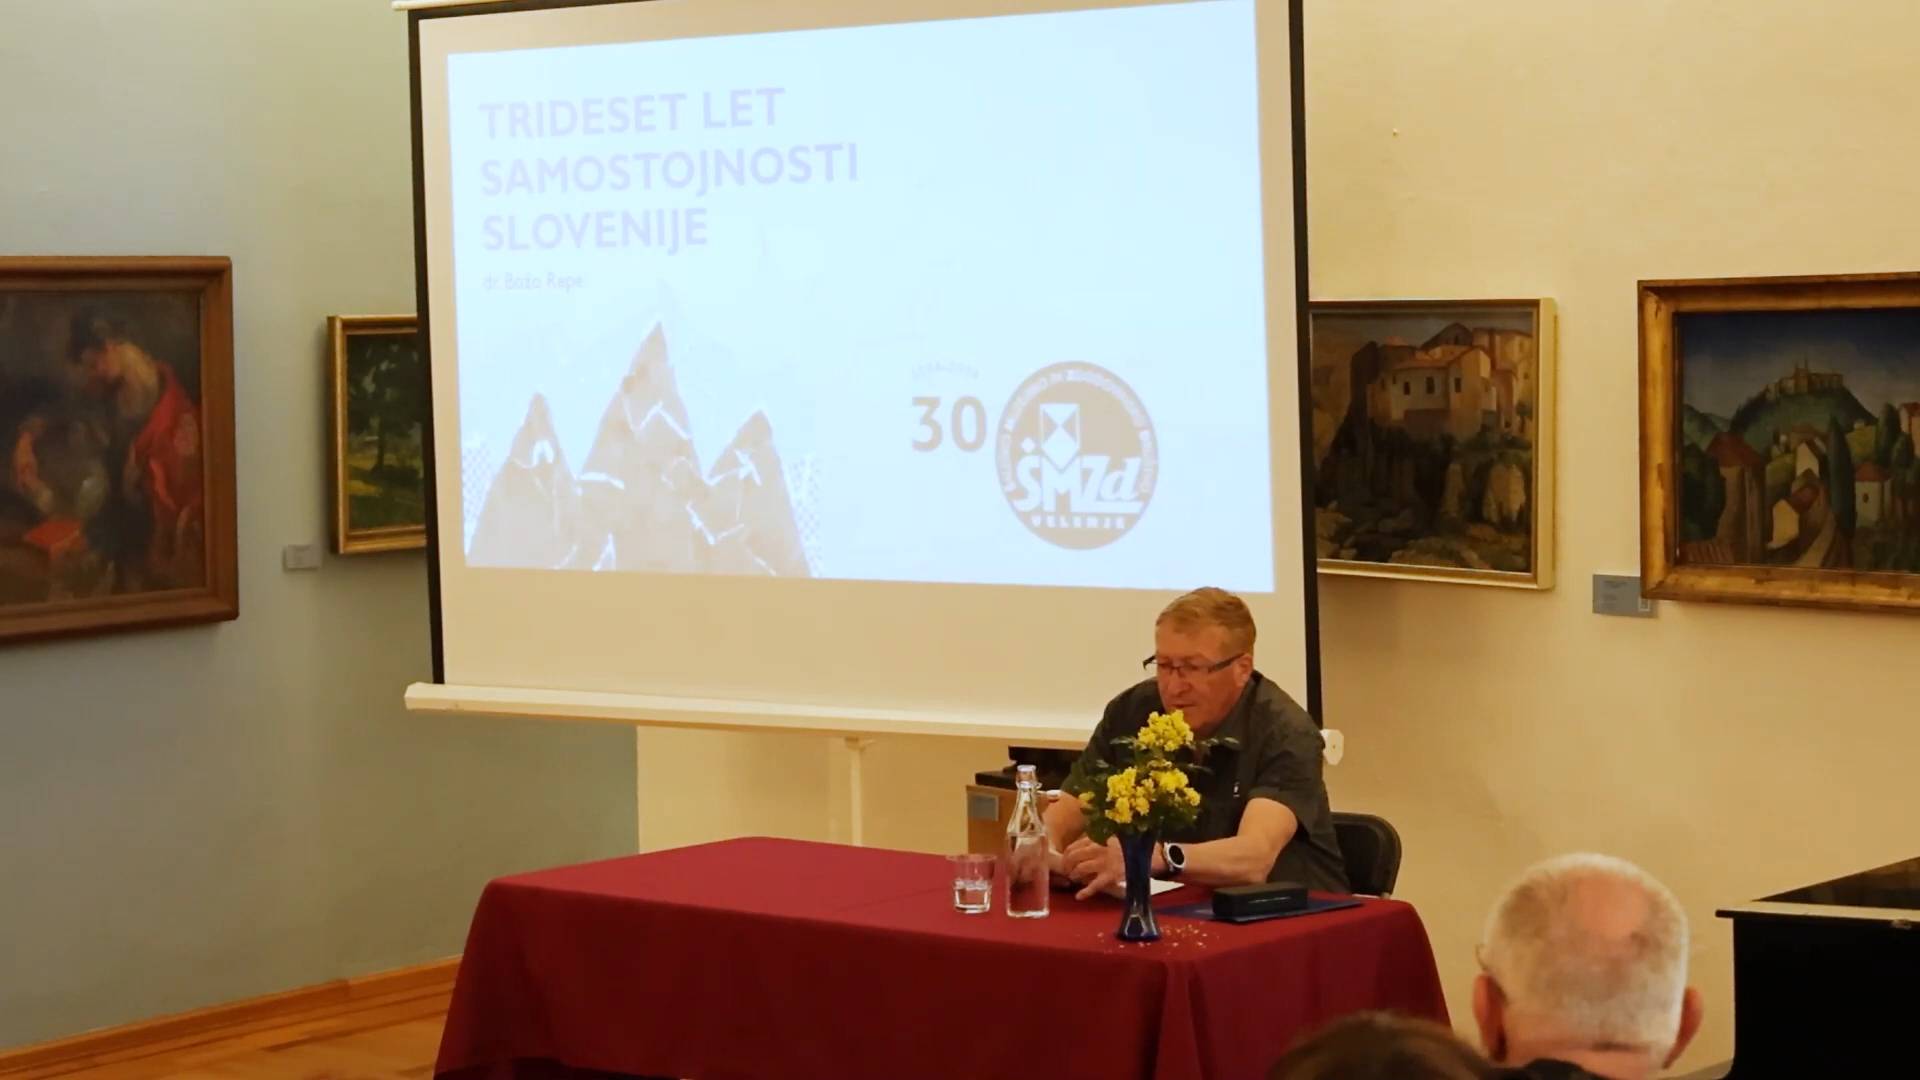 TRIDESET LET
SAMOSTOJNOSTI
SLOVENIJE
dr. Božo Repe
30
ŠMZd
VELENJE